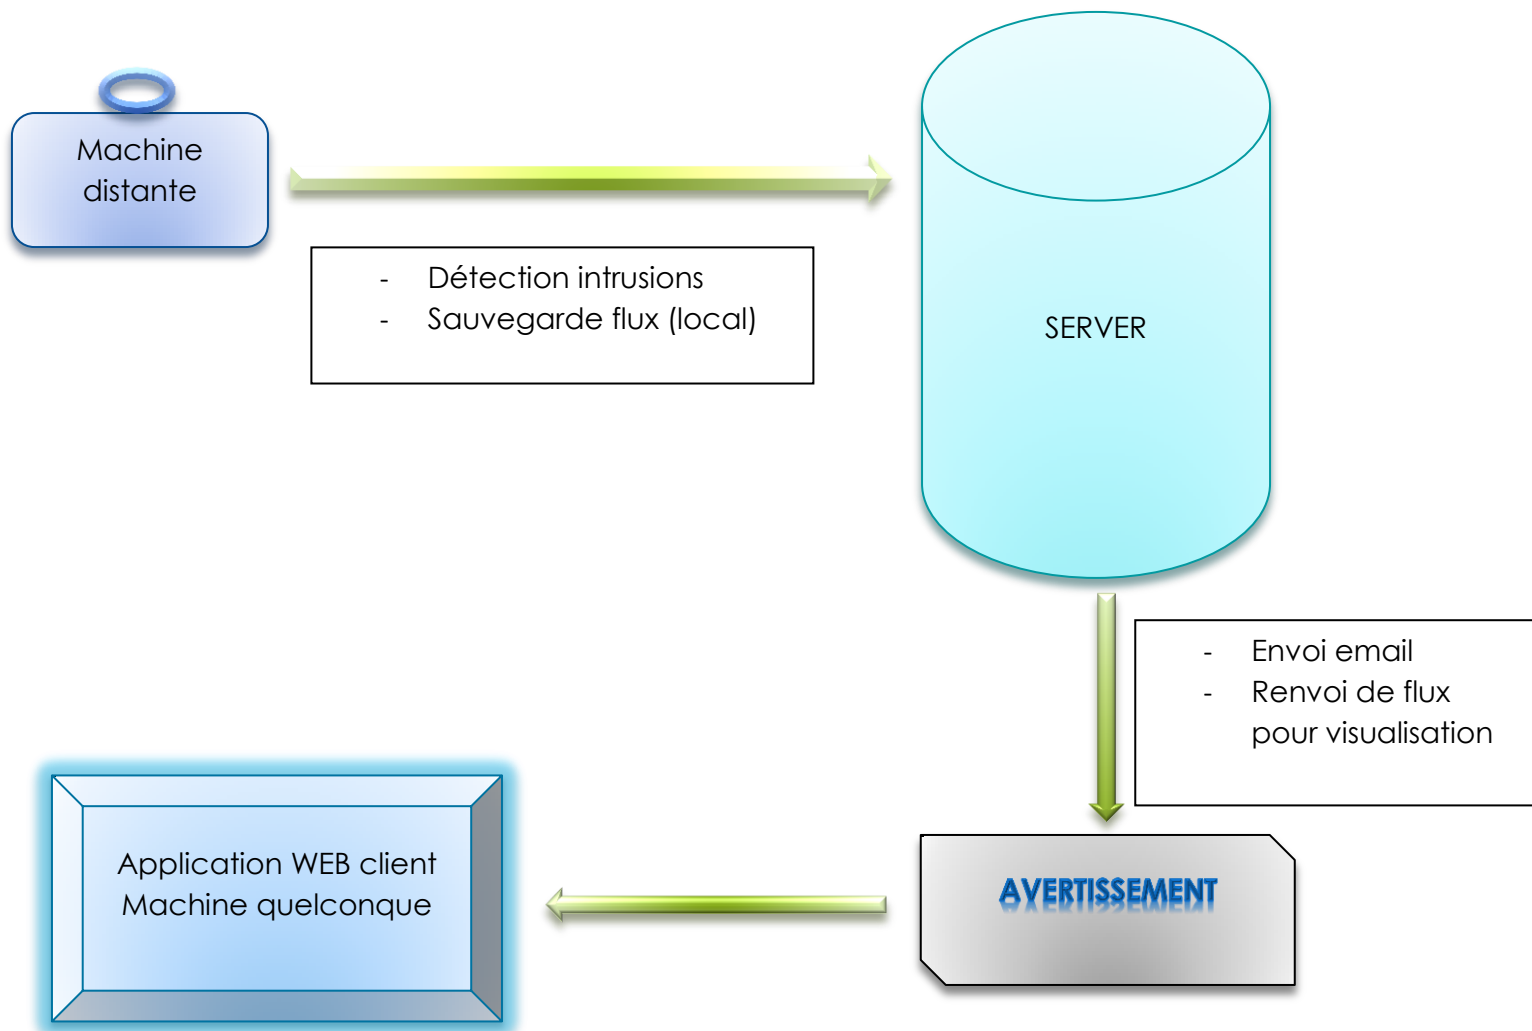 Machine
distante
- Détection intrusions
- Sauvegarde flux (local)
SERVER
- Envoi email
- Renvoi de flux
pour visualisation
AVERTISSEMENT
Application WEB client
Machine quelconque